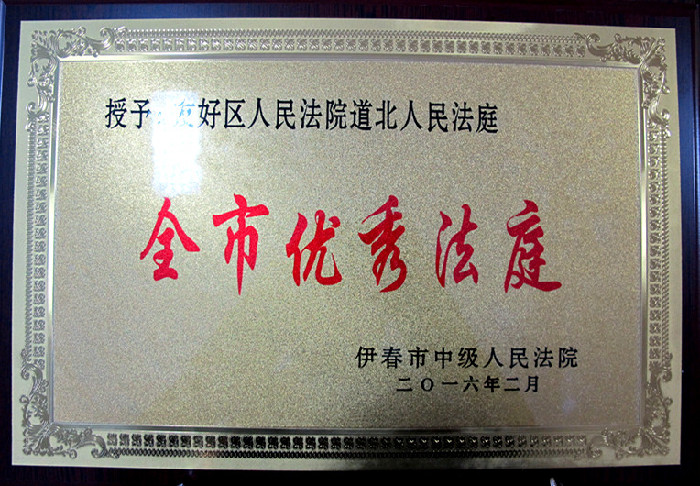 授予：友好区人民法院道北人民法庭
全市优秀法庭
伊春市中级人民法院
二〇一六年二月